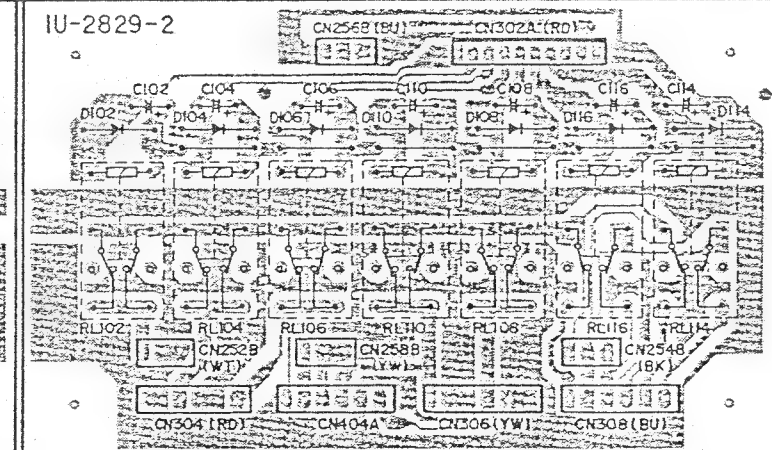 1U-2829-2
CN256B(BU) CN302A(RD)
C102 C104 C106 C110 C108 C116 C114
D102 D104 D106 D110 D108 D116 D114
RL102 RL104 RL106 RL110 RL108 RL116 RL114
CN252B CN258B CN254B
(WT) (YW) (BK)
CN304(RD) CN404A CN306(YW) CN308(BU)